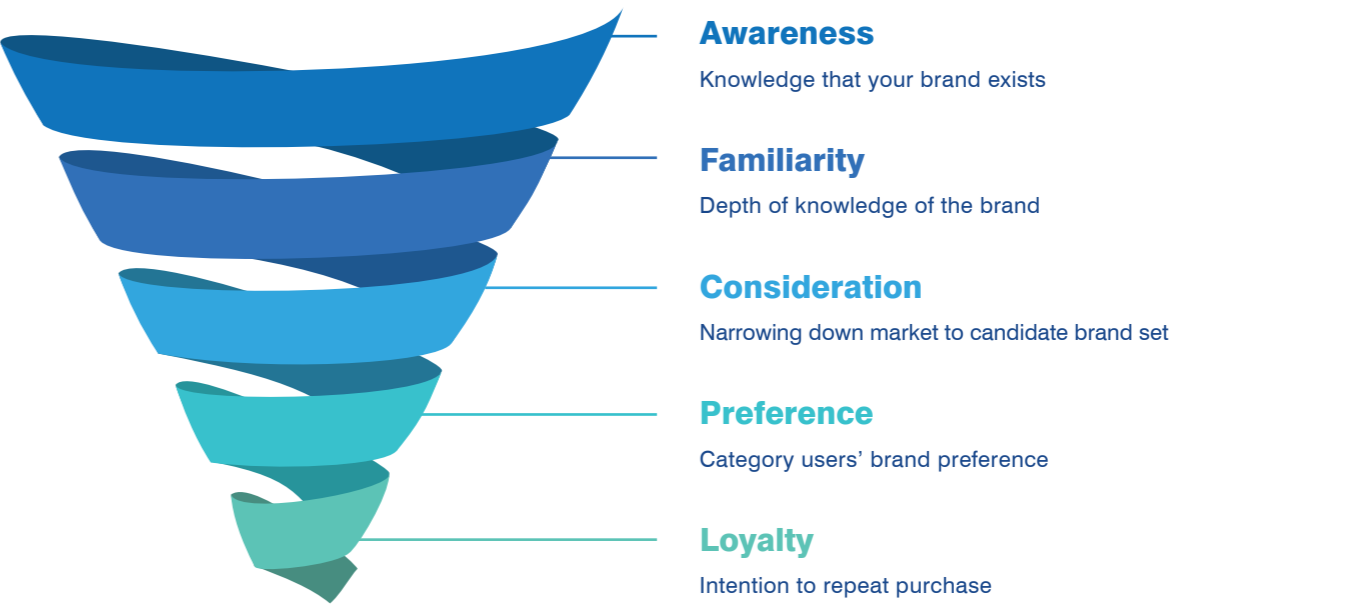 Awareness
Knowledge that your brand exists
Familiarity
Depth of knowledge of the brand
Consideration
Narrowing down market to candidate brand set
Preference
Category users’ brand preference
Loyalty
Intention to repeat purchase